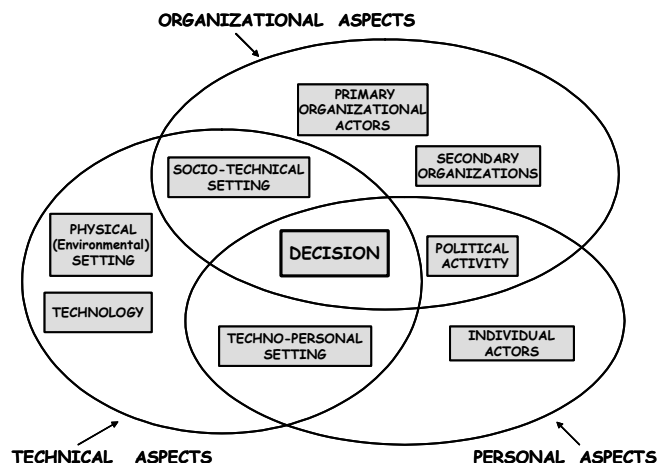 ORGANIZATIONAL ASPECTS
PRIMARY
ORGANIZATIONAL
ACTORS
SECONDARY
ORGANIZATIONS
SOCIO-TECHNICAL
SETTING
PHYSICAL
(Environmental)
SETTING
DECISION
POLITICAL
ACTIVITY
TECHNOLOGY
TECHNO-PERSONAL
SETTING
INDIVIDUAL
ACTORS
TECHNICAL ASPECTS
PERSONAL ASPECTS